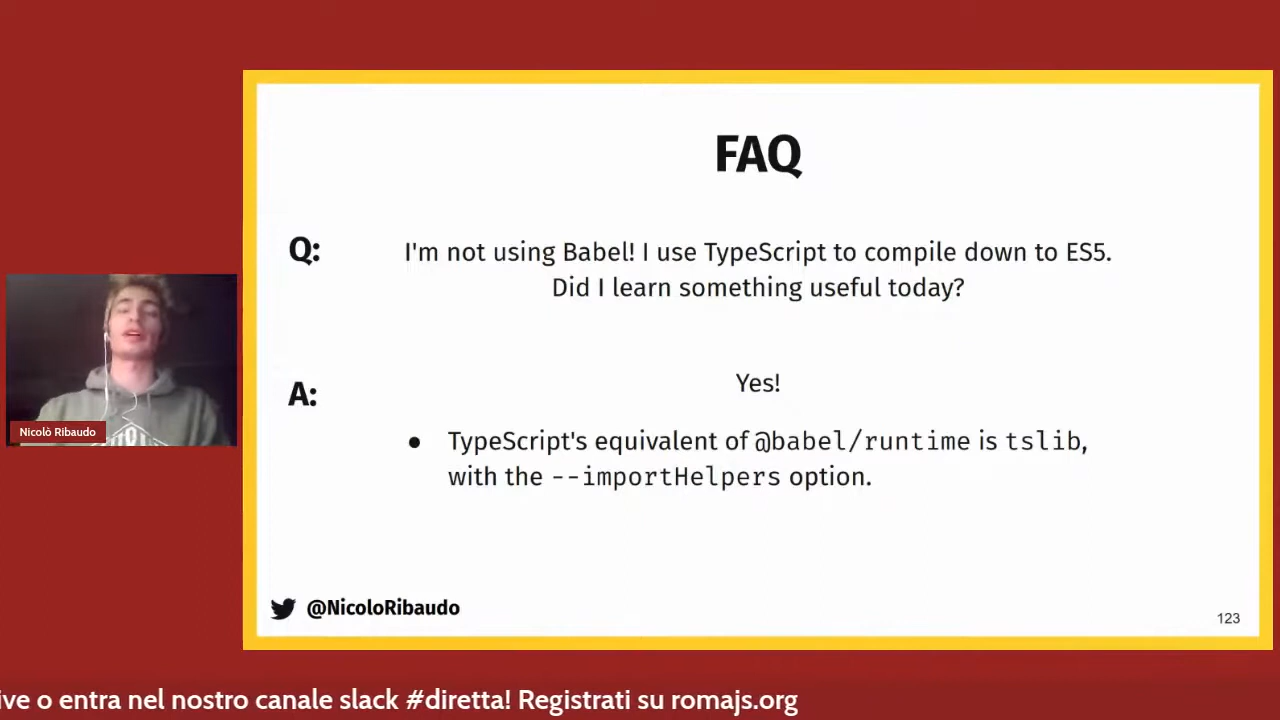 FAQ
Q:
I'm not using Babel! I use TypeScript to compile down to ES5.
Did I learn something useful today?
A:
Yes!
● TypeScript's equivalent of @babel/runtime is tslib,
with the --importHelpers option.
Nicolò Ribaudo
@NicoloRibaudo
123
ive o entra nel nostro canale slack #diretta! Registrati su romajs.org